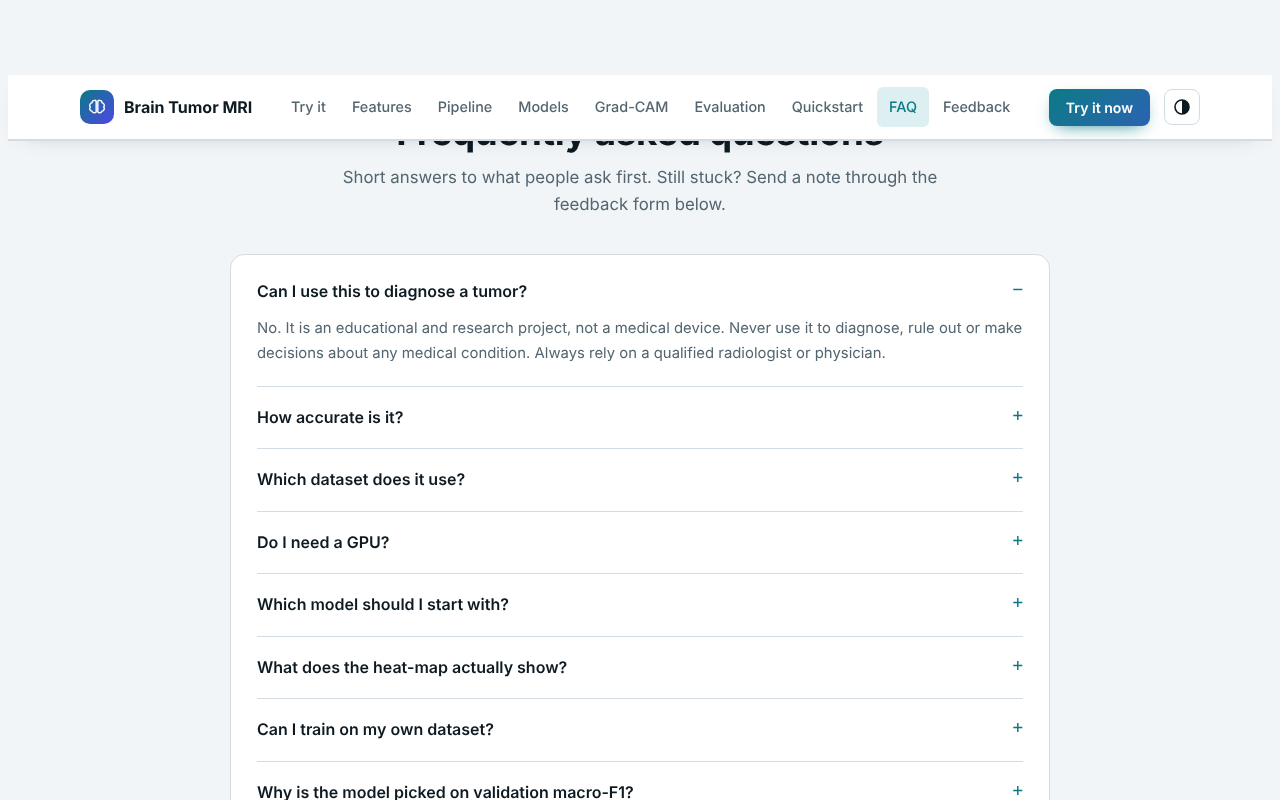 Brain Tumor MRI
Try it
Features
Pipeline
Models
Grad-CAM
Evaluation
Quickstart
FAQ
Feedback
Try it now
Frequently asked questions
Short answers to what people ask first. Still stuck? Send a note through the
feedback form below.
Can I use this to diagnose a tumor?
−
No. It is an educational and research project, not a medical device. Never use it to diagnose, rule out or make
decisions about any medical condition. Always rely on a qualified radiologist or physician.
How accurate is it?
+
Which dataset does it use?
+
Do I need a GPU?
+
Which model should I start with?
+
What does the heat-map actually show?
+
Can I train on my own dataset?
+
Why is the model picked on validation macro-F1?
+